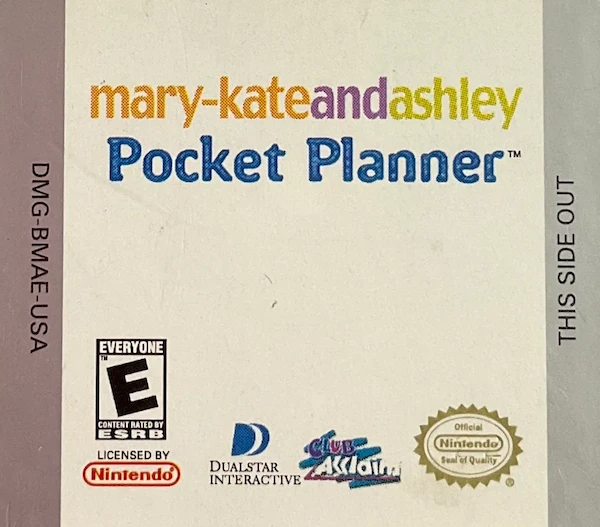 mary-kateandashley
Pocket Planner™
DMG-BMAE-USA
THIS SIDE OUT
EVERYONE
E
TM
CONTENT RATED BY
ESRB
LICENSED BY
Nintendo®
D
DUALSTAR
INTERACTIVE
CLUB
Acclaim
Official
Nintendo
Seal of Quality
®